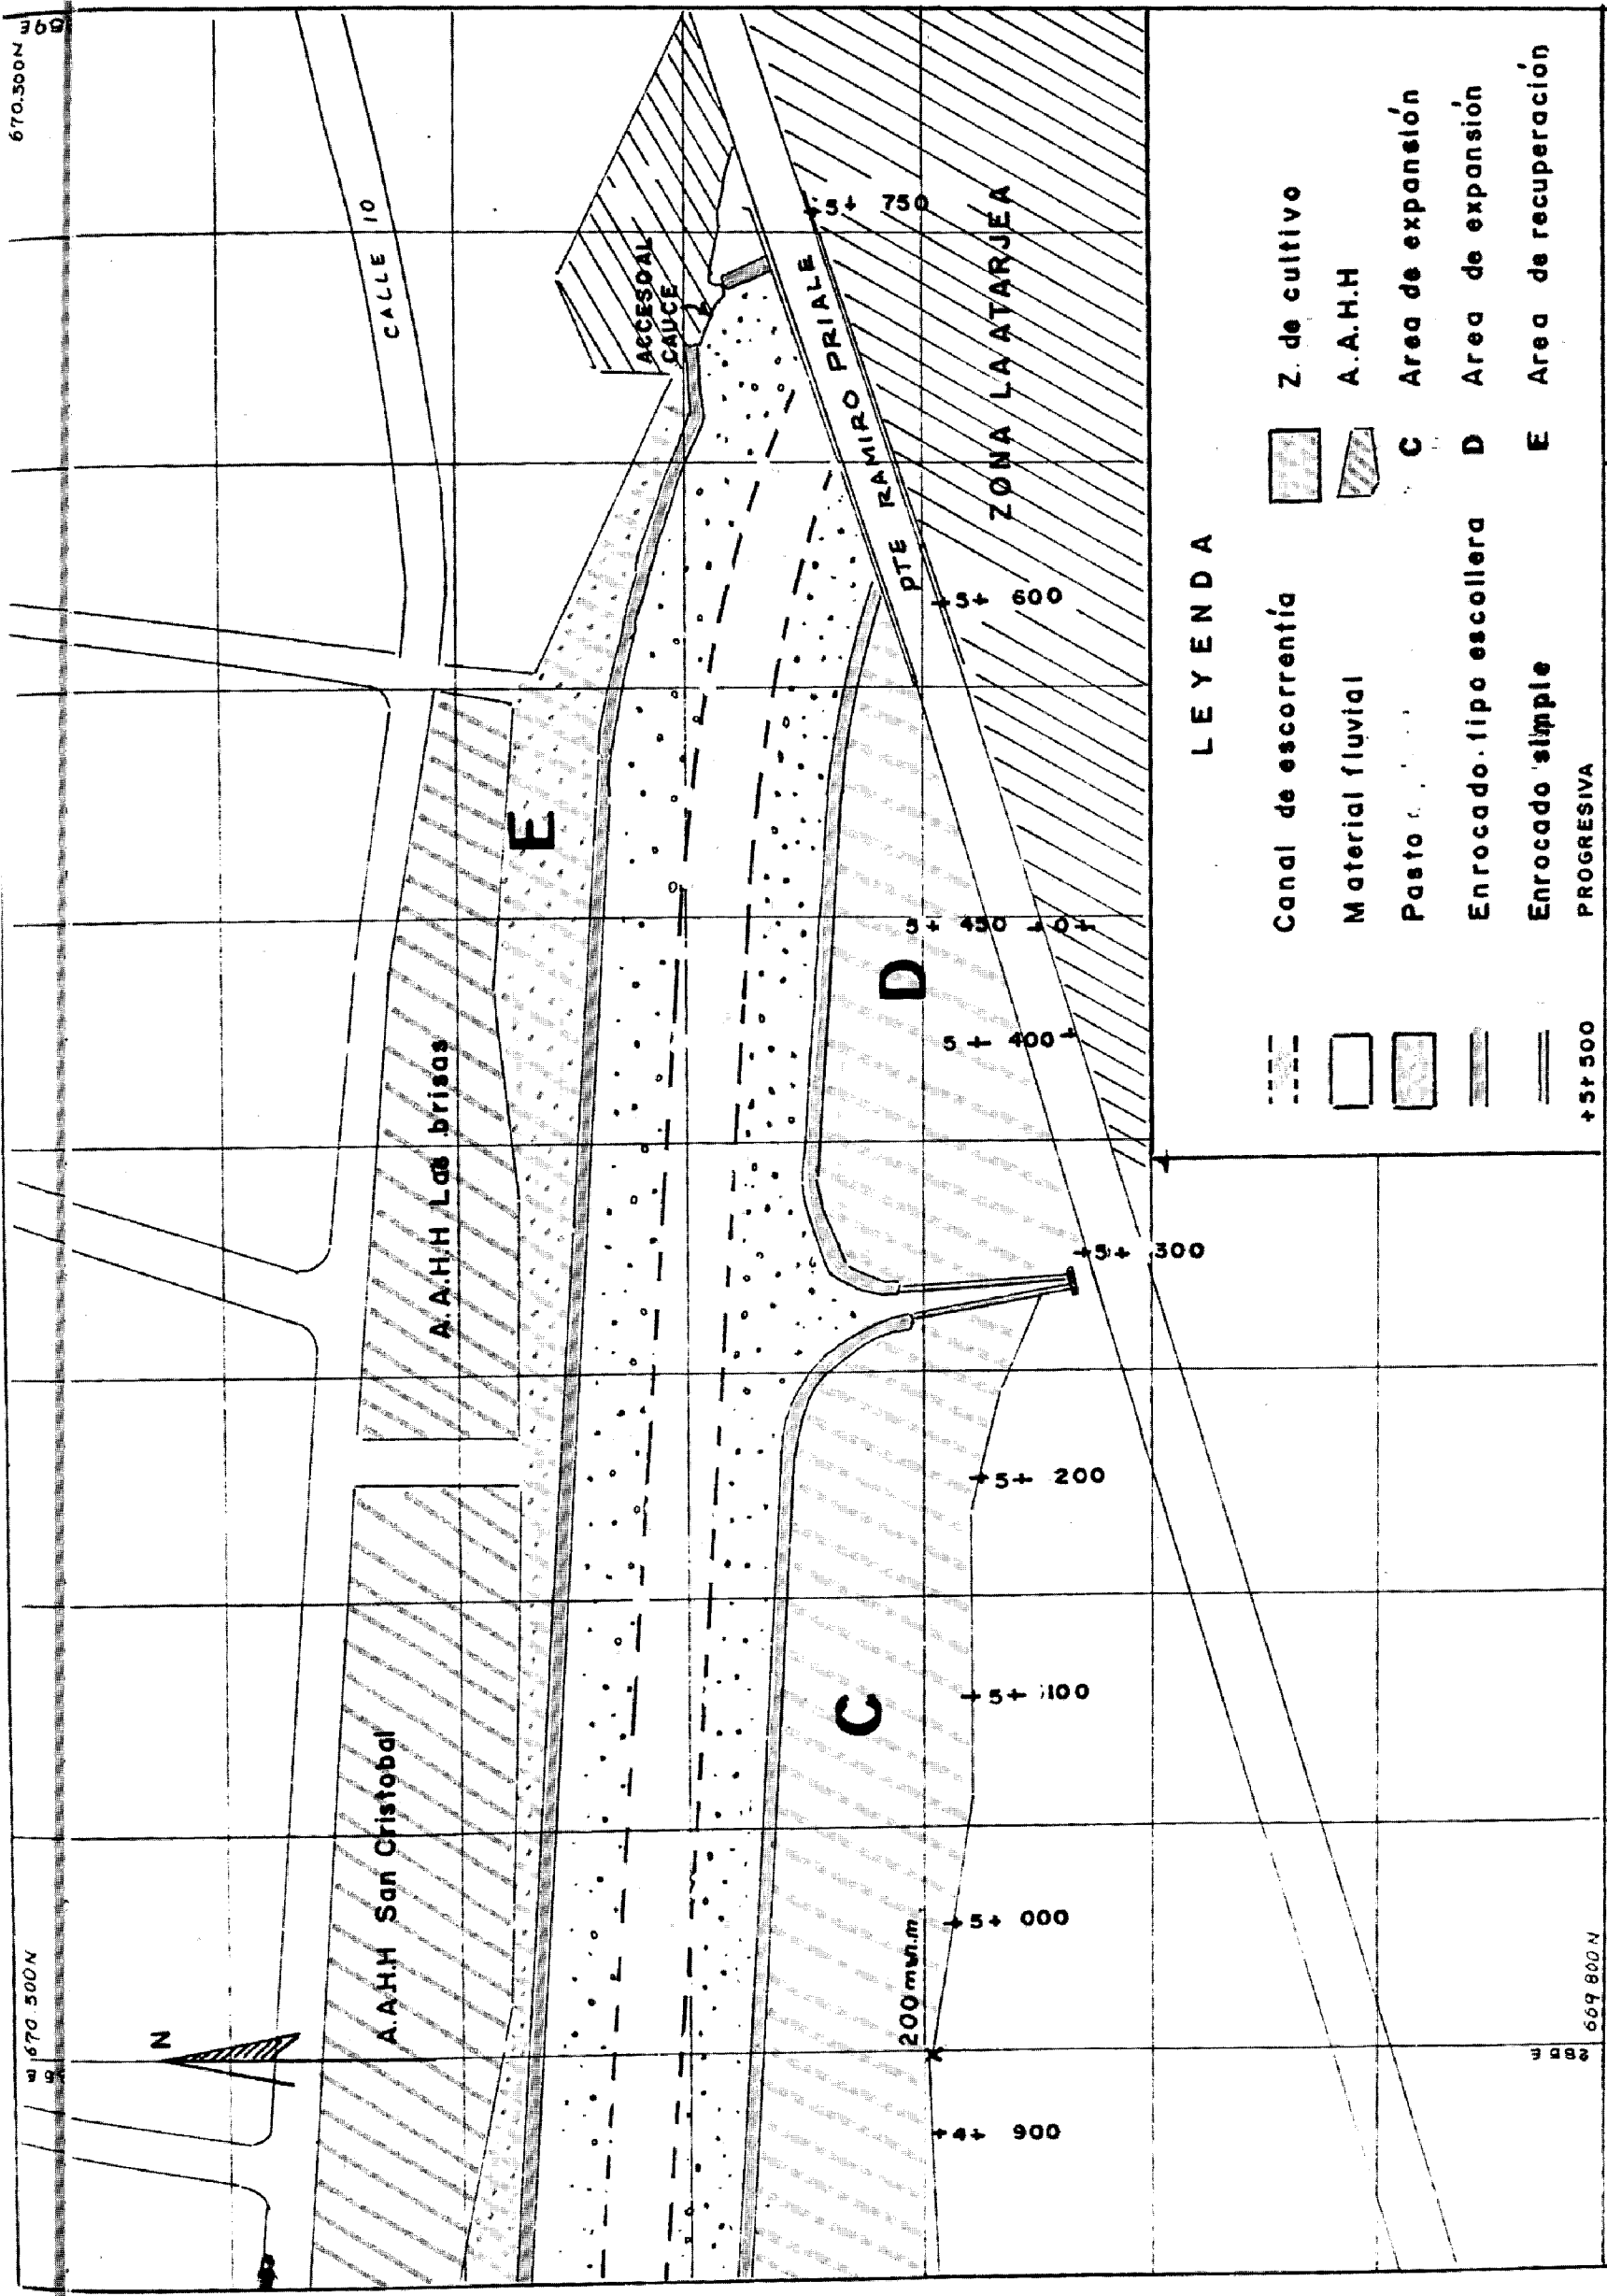 670.500N
670.300N
N
CALLE 10
A.A.H.H San Cristobal
A.A.H.H Las brisas
E
ACCESO AL
CAUCE
PTE RAMIRO PRIALE
ZONA LA ATARJEA
C
D
200 m.s.n.m.
+4+ 900
+5+ 000
+5+ 100
+5+ 200
+5+ 300
5+ 400+
5+ 450 +0+
+5+ 600
+5+ 750
LEYENDA
Canal de escorrentía
Material fluvial
Pasto
Enrocado tipo escollera
Enrocado simple
+5+500 PROGRESIVA
Z. de cultivo
A.A.H.H
C Area de expansión
D Area de expansión
E Area de recuperación
285 E
669 800N